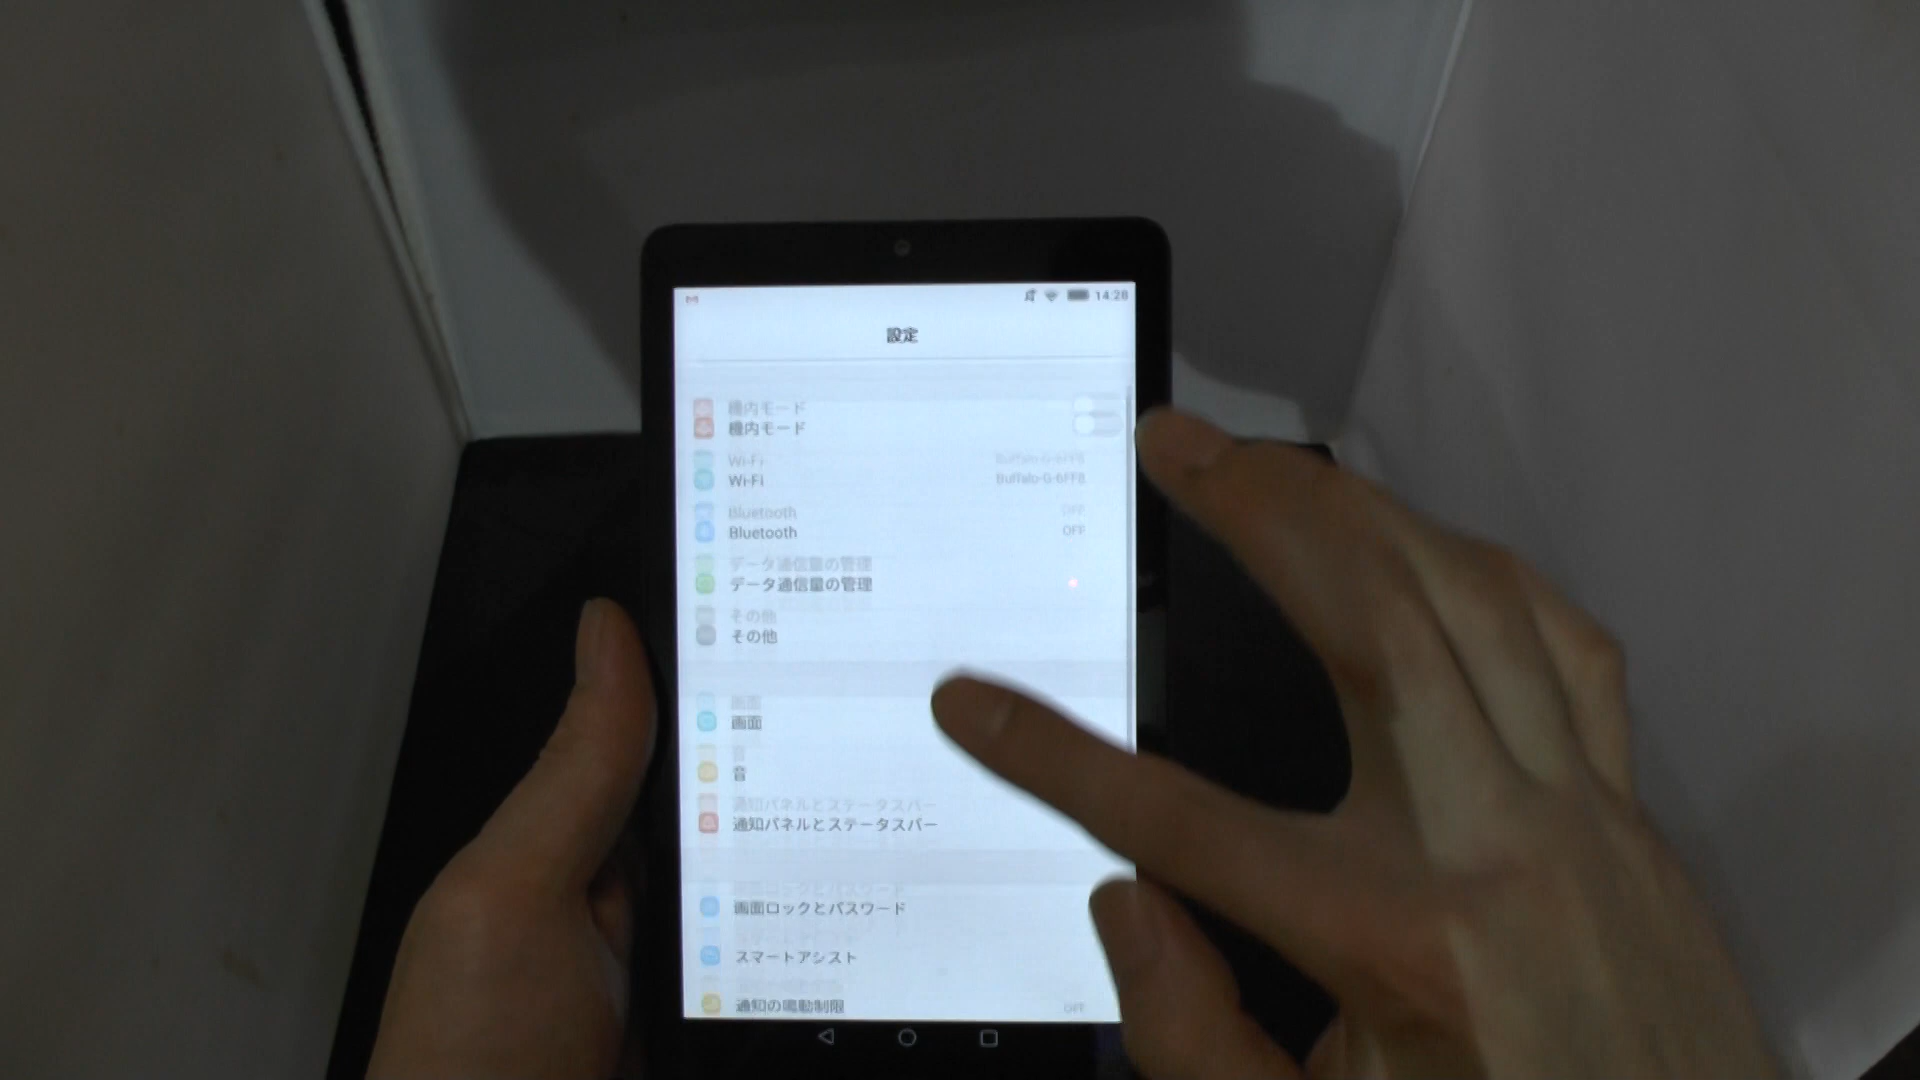 14:28
設定
機内モード
Wi-Fi Buffalo-G-6FF8
Bluetooth OFF
データ通信量の管理
その他
画面
音
通知パネルとステータスバー
画面ロックとパスワード
スマートアシスト
通知の鳴動制限 OFF